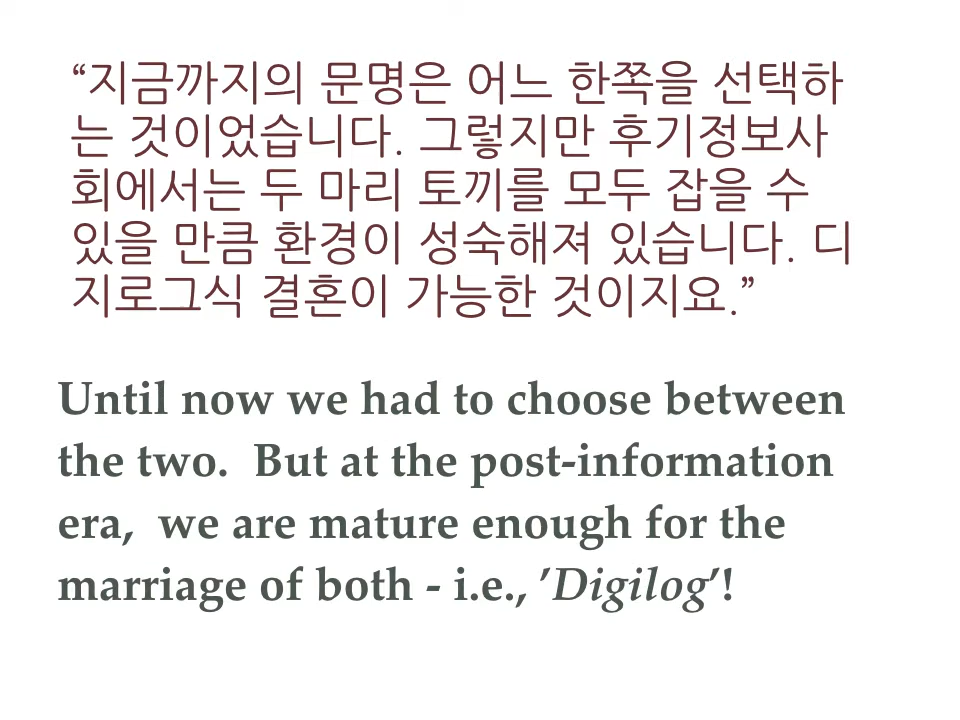 “지금까지의 문명은 어느 한쪽을 선택하
는 것이었습니다. 그렇지만 후기정보사
회에서는 두 마리 토끼를 모두 잡을 수
있을 만큼 환경이 성숙해져 있습니다. 디
지로그식 결혼이 가능한 것이지요.”
Until now we had to choose between
the two.  But at the post-information
era,  we are mature enough for the
marriage of both - i.e., ’Digilog’!